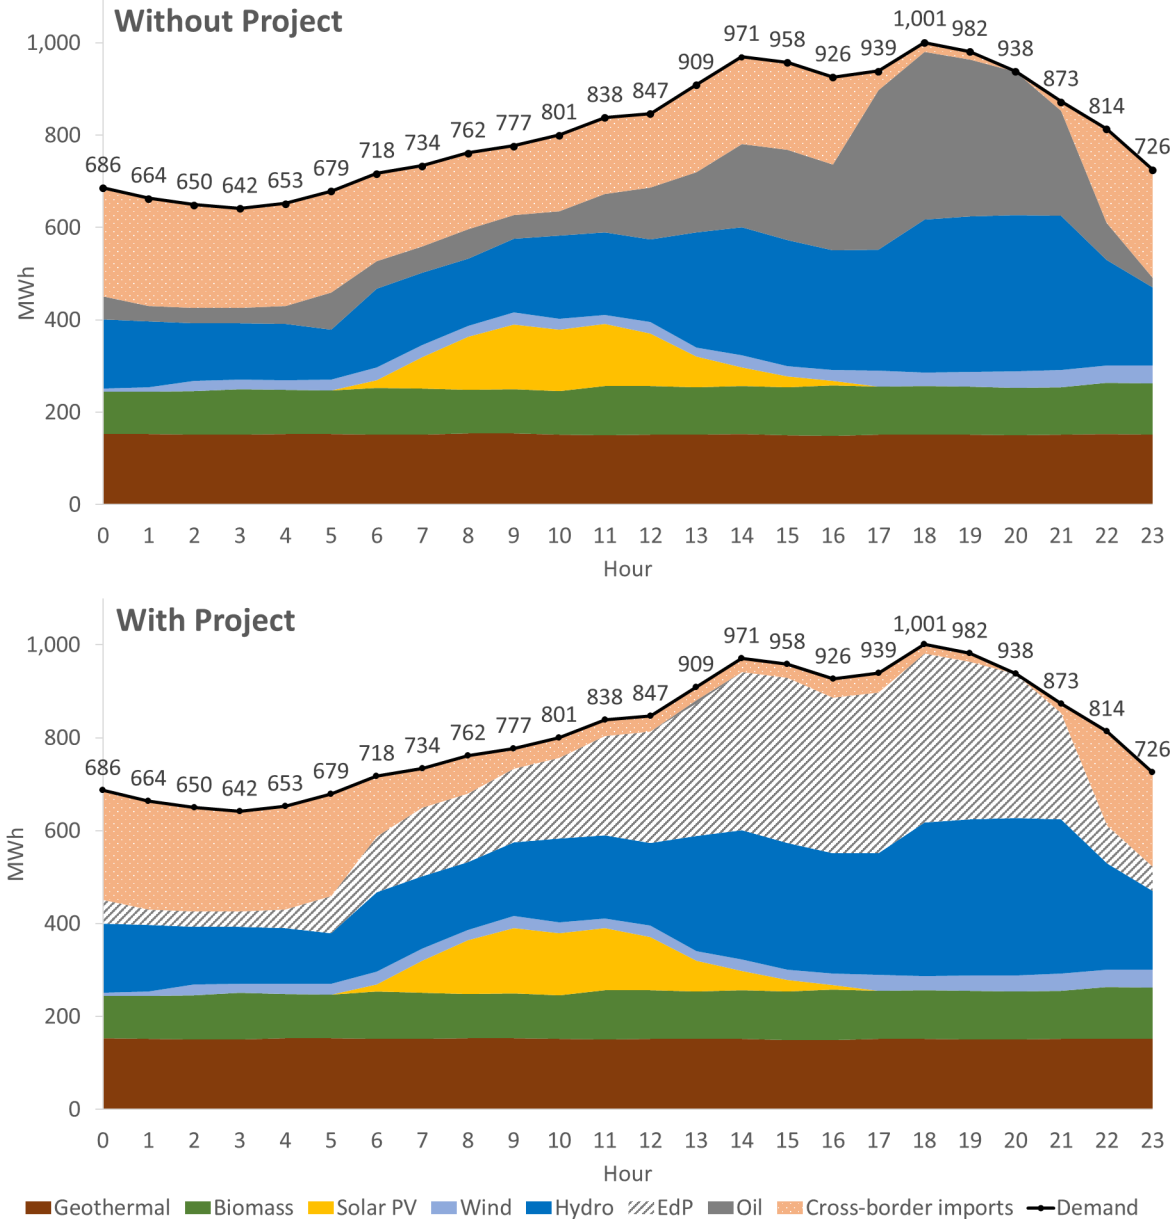 Without Project
1,000
800
600
400
200
0
MWh
686 664 650 642 653 679 718 734 762 777 801 838 847 909 971 958 926 939 1,001 982 938 873 814 726
0 1 2 3 4 5 6 7 8 9 10 11 12 13 14 15 16 17 18 19 20 21 22 23
Hour
With Project
1,000
800
600
400
200
0
MWh
686 664 650 642 653 679 718 734 762 777 801 838 847 909 971 958 926 939 1,001 982 938 873 814 726
0 1 2 3 4 5 6 7 8 9 10 11 12 13 14 15 16 17 18 19 20 21 22 23
Hour
Geothermal Biomass Solar PV Wind Hydro EdP Oil Cross-border imports Demand